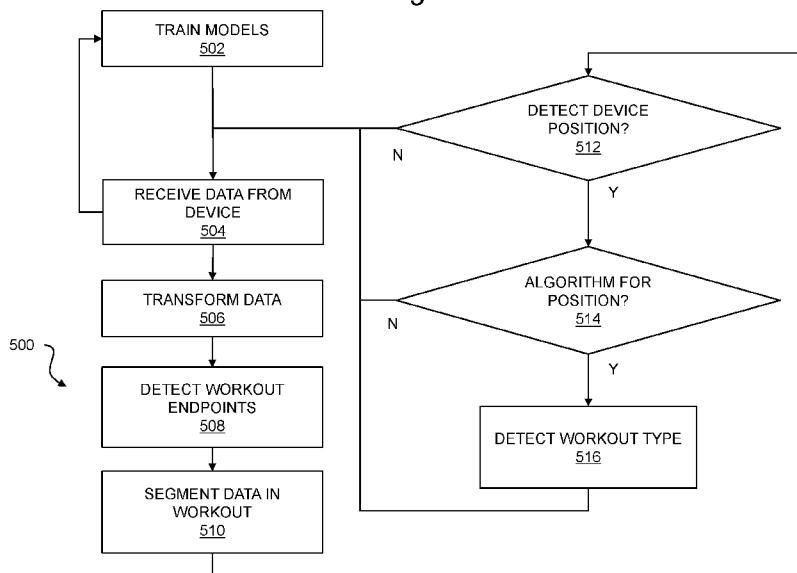 TRAIN MODELS
502
RECEIVE DATA FROM
DEVICE
504
TRANSFORM DATA
506
500
DETECT WORKOUT
ENDPOINTS
508
SEGMENT DATA IN
WORKOUT
510
DETECT DEVICE
POSITION?
512
N
Y
ALGORITHM FOR
POSITION?
514
N
Y
DETECT WORKOUT TYPE
516